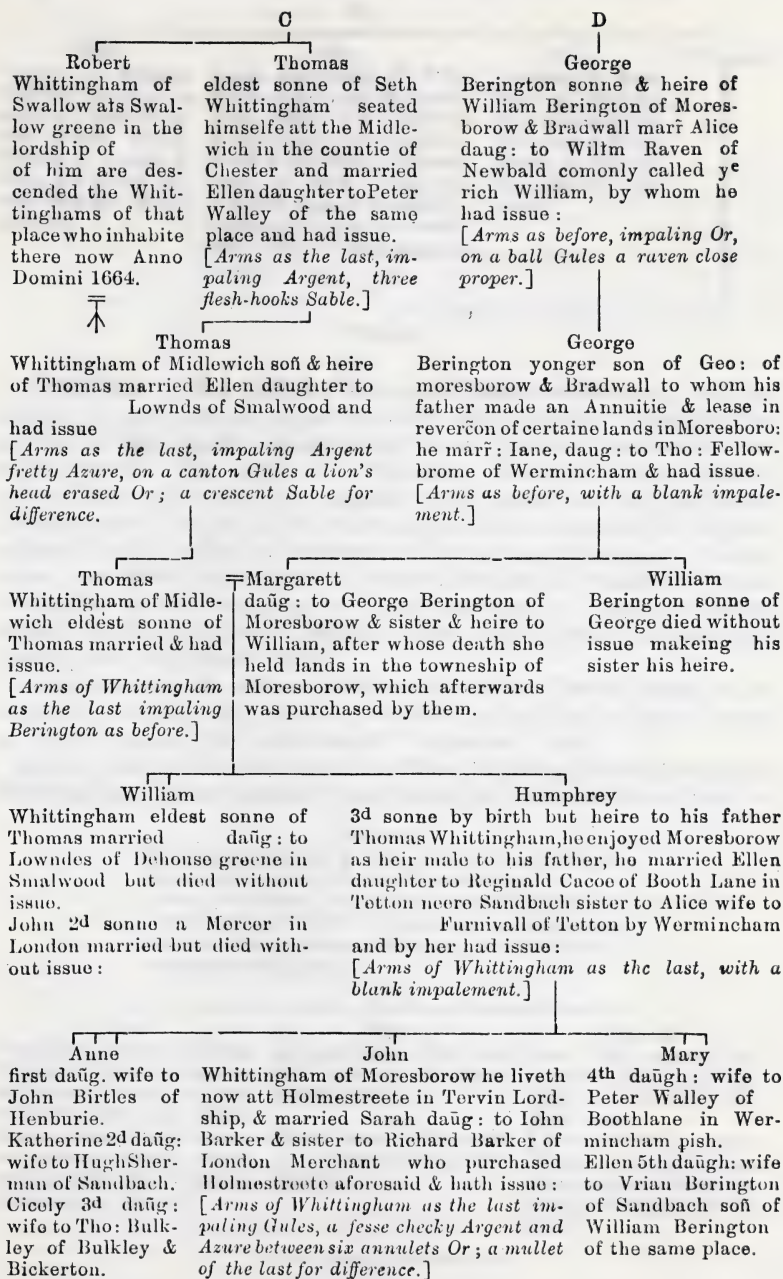 C
D
Robert
Whittingham of
Swallow als Swal-
low greene in the
lordship of
of him are des-
cended the Whit-
tinghams of that
place who inhabite
there now Anno
Domini 1664.
Thomas
eldest sonne of Seth
Whittingham seated
himselfe att the Midle-
wich in the countie of
Chester and married
Ellen daughter to Peter
Walley of the same
place and had issue.
[Arms as the last, im-
paling Argent, three
flesh-hooks Sable.]
George
Berington sonne & heire of
William Berington of Mores-
borow & Bradwall marr̃ Alice
daug: to Willm Raven of
Newbald comonly called yᵉ
rich William, by whom he
had issue:
[Arms as before, impaling Or,
on a ball Gules a raven close
proper.]
Thomas
Whittingham of Midlewich soñ & heire
of Thomas married Ellen daughter to
Lownds of Smalwood and
had issue
[Arms as the last, impaling Argent
fretty Azure, on a canton Gules a lion's
head erased Or; a crescent Sable for
difference.
George
Berington yonger son of Geo: of
moresborow & Bradwall to whom his
father made an Annuitie & lease in
revercõn of certaine lands in Moresboro:
he marr̃: Iane, daug: to Tho: Fellow-
brome of Wermincham & had issue.
[Arms as before, with a blank impale-
ment.]
Thomas
Whittingham of Midle-
wich eldest sonne of
Thomas married & had
issue.
[Arms of Whittingham
as the last impaling
Berington as before.]
Margarett
daũg: to George Berington of
Moresborow & sister & heire to
William, after whose death she
held lands in the towneship of
Moresborow, which afterwards
was purchased by them.
William
Berington sonne of
George died without
issue makeing his
sister his heire.
William
Whittingham eldest sonne of
Thomas married daũg: to
Lowndes of Dehouse greene in
Smalwood but died without
issue.
John 2ᵈ sonne a Mercer in
London married but died with-
out issue:
Humphrey
3ᵈ sonne by birth but heire to his father
Thomas Whittingham, he enjoyed Moresborow
as heir male to his father, he married Ellen
daughter to Reginald Cacoe of Booth Lane in
Tetton neere Sandbach sister to Alice wife to
Furnivall of Tetton by Wermincham
and by her had issue:
[Arms of Whittingham as the last, with a
blank impalement.]
Anne
first daũg. wife to
John Birtles of
Henburie.
Katherine 2ᵈ daũg:
wife to Hugh Sher-
man of Sandbach.
Cicely 3ᵈ daũg:
wife to Tho: Bulk-
ley of Bulkley &
Bickerton.
John
Whittingham of Moresborow he liveth
now att Holmestreete in Tarvin Lord-
ship, & married Sarah daũg: to Iohn
Barker & sister to Richard Barker of
London Merchant who purchased
Holmestreete aforesaid & hath issue:
[Arms of Whittingham as the last im-
paling Gules, a fesse checky Argent and
Azure between six annulets Or; a mullet
of the last for difference.]
Mary
4ᵗʰ daũgh: wife to
Peter Walley of
Boothlane in Wer-
mincham pish.
Ellen 5th daũgh: wife
to Vrian Berington
of Sandbach soñ of
William Berington
of the same place.